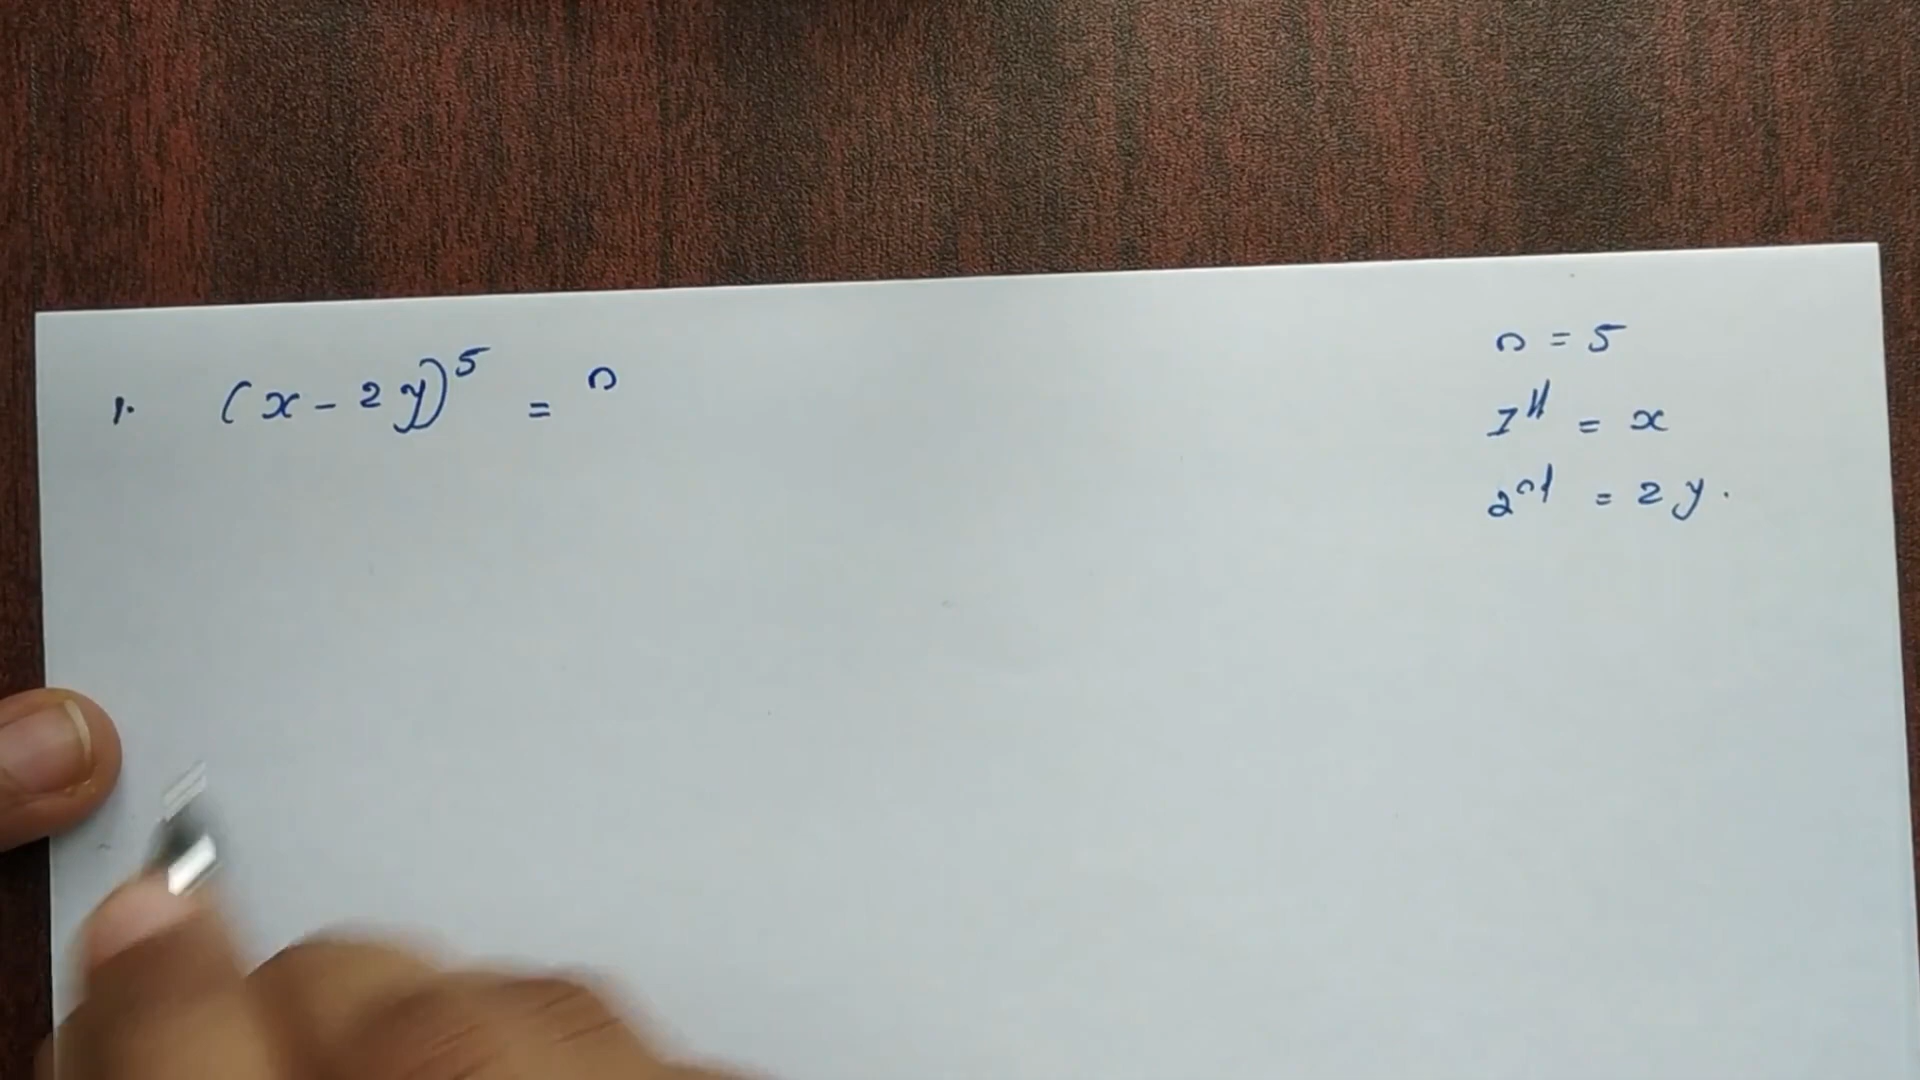 1. (x - 2y)^5 = n
n = 5
1st = x
2nd = 2y.